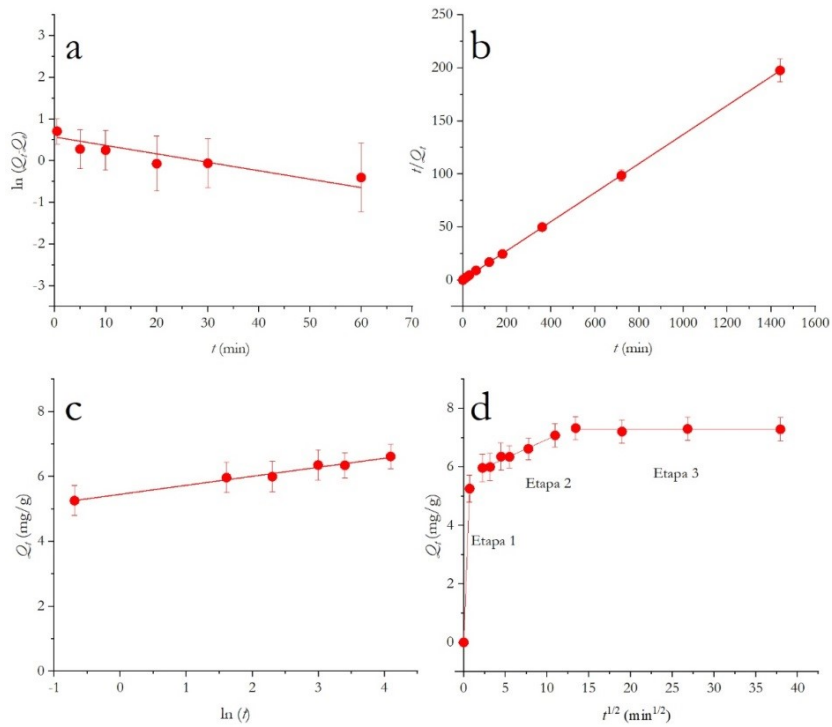 a
3
2
1
0
-1
-2
-3
ln (Qt-Qe)
0 10 20 30 40 50 60 70
t (min)
b
250
200
150
100
50
0
t/Qt
0 200 400 600 800 1000 1200 1400 1600
t (min)
c
8
6
4
2
0
Qt (mg/g)
-1 0 1 2 3 4 5
ln (t)
d
8
6
4
2
0
Qt (mg/g)
Etapa 1
Etapa 2
Etapa 3
0 5 10 15 20 25 30 35 40
t1/2 (min1/2)